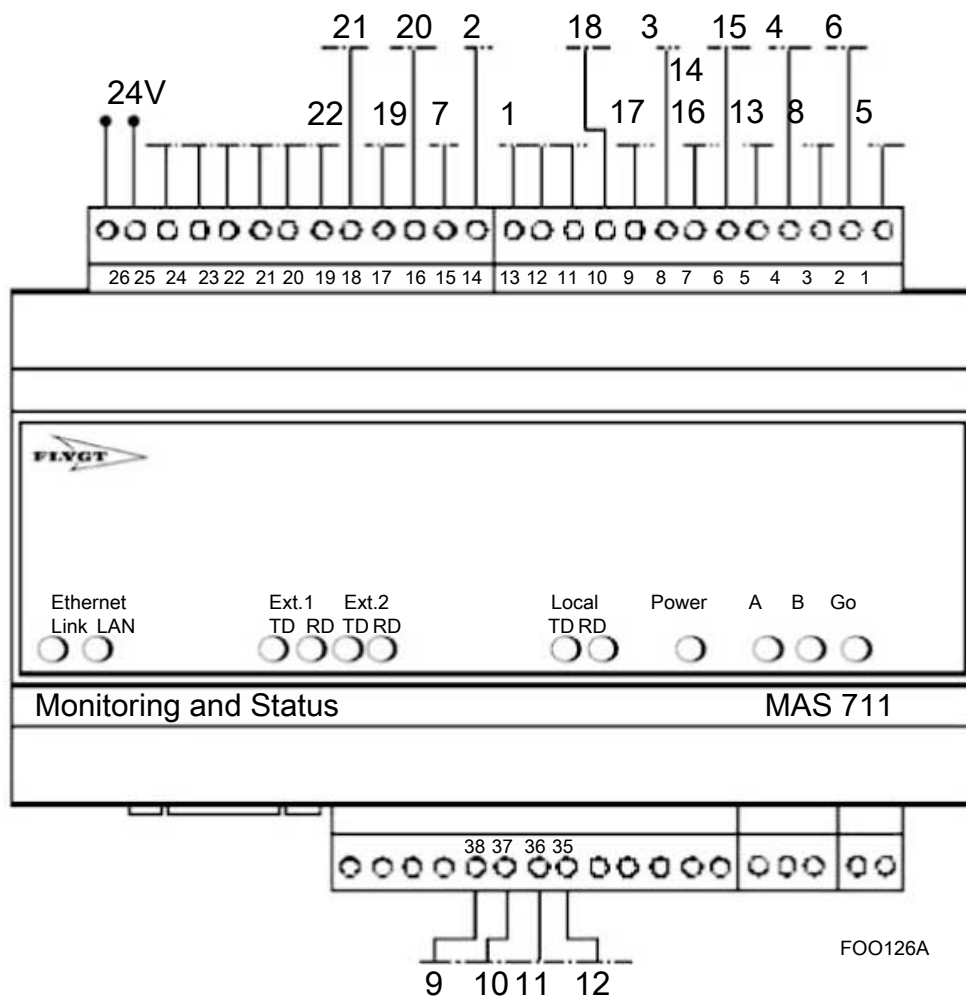 21 20 2 18 3 15 4 6
14
24V
22 19 7 1 17 16 13 8 5
26 25 24 23 22 21 20 19 18 17 16 15 14 13 12 11 10 9 8 7 6 5 4 3 2 1
FLYGT
Ethernet Ext.1 Ext.2 Local Power A B Go
Link LAN TD RD TD RD TD RD
Monitoring and Status MAS 711
38 37 36 35
FOO126A
9 10 11 12